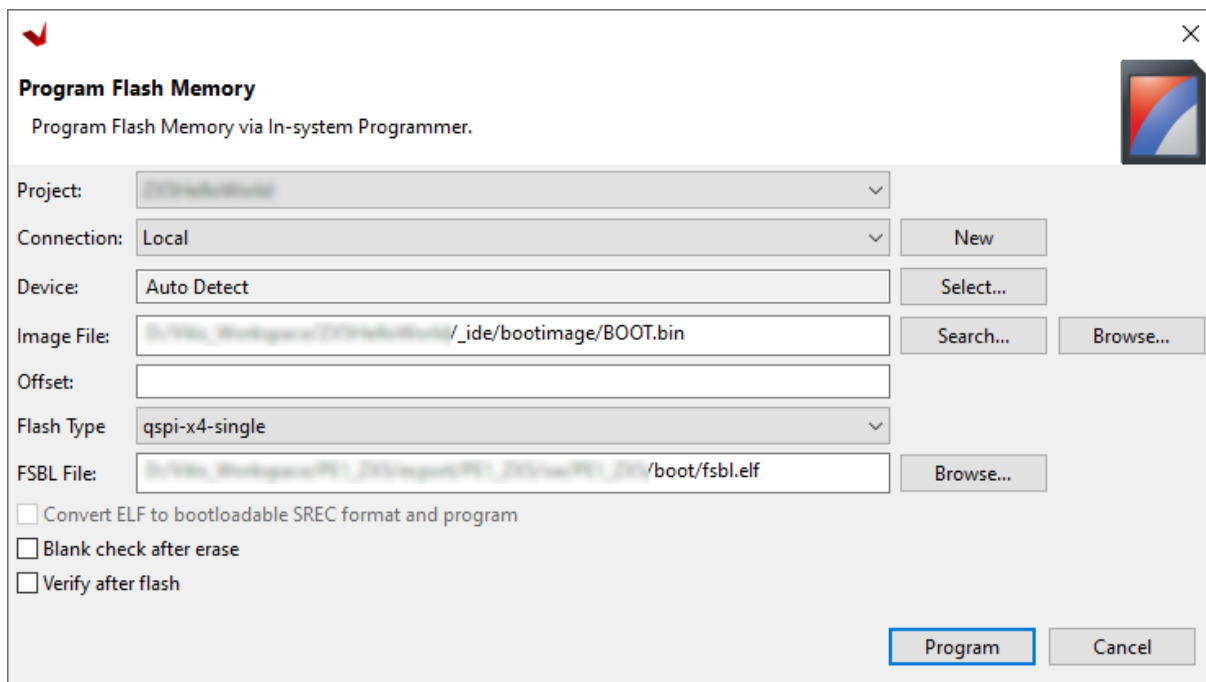 Program Flash Memory
Program Flash Memory via In-system Programmer.
Project:
Connection: Local New
Device: Auto Detect Select...
Image File: /_ide/bootimage/BOOT.bin Search... Browse...
Offset:
Flash Type qspi-x4-single
FSBL File: /boot/fsbl.elf Browse...
Convert ELF to bootloadable SREC format and program
Blank check after erase
Verify after flash
Program Cancel